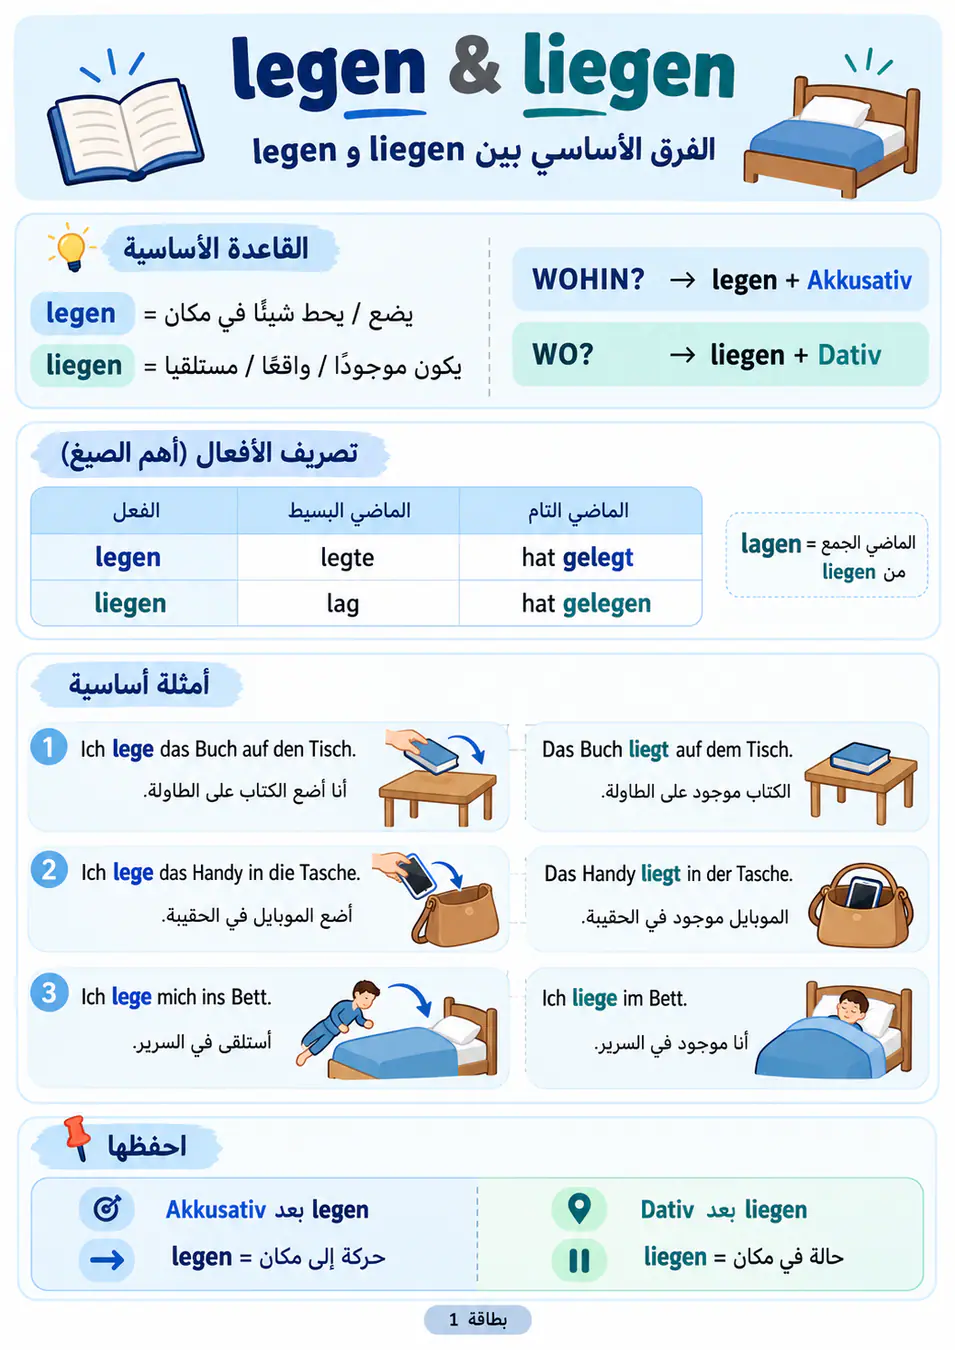 legen & liegen
الفرق الأساسي بين liegen و legen
القاعدة الأساسية
legen = يضع / يحط شيئًا في مكان
liegen = يكون موجودًا / واقعًا / مستلقيا
WOHIN? → legen + Akkusativ
WO? → liegen + Dativ
تصريف الأفعال (أهم الصيغ)
الفعل الماضي البسيط الماضي التام
legen legte hat gelegt
liegen lag hat gelegen
lagen = الماضي الجمع
من liegen
أمثلة أساسية
1 Ich lege das Buch auf den Tisch.
أنا أضع الكتاب على الطاولة.
Das Buch liegt auf dem Tisch.
الكتاب موجود على الطاولة.
2 Ich lege das Handy in die Tasche.
أضع الموبايل في الحقيبة.
Das Handy liegt in der Tasche.
الموبايل موجود في الحقيبة.
3 Ich lege mich ins Bett.
أستلقى في السرير.
Ich liege im Bett.
أنا موجود في السرير.
احفظها
Akkusativ بعد legen
legen = حركة إلى مكان
Dativ بعد liegen
liegen = حالة في مكان
بطاقة 1